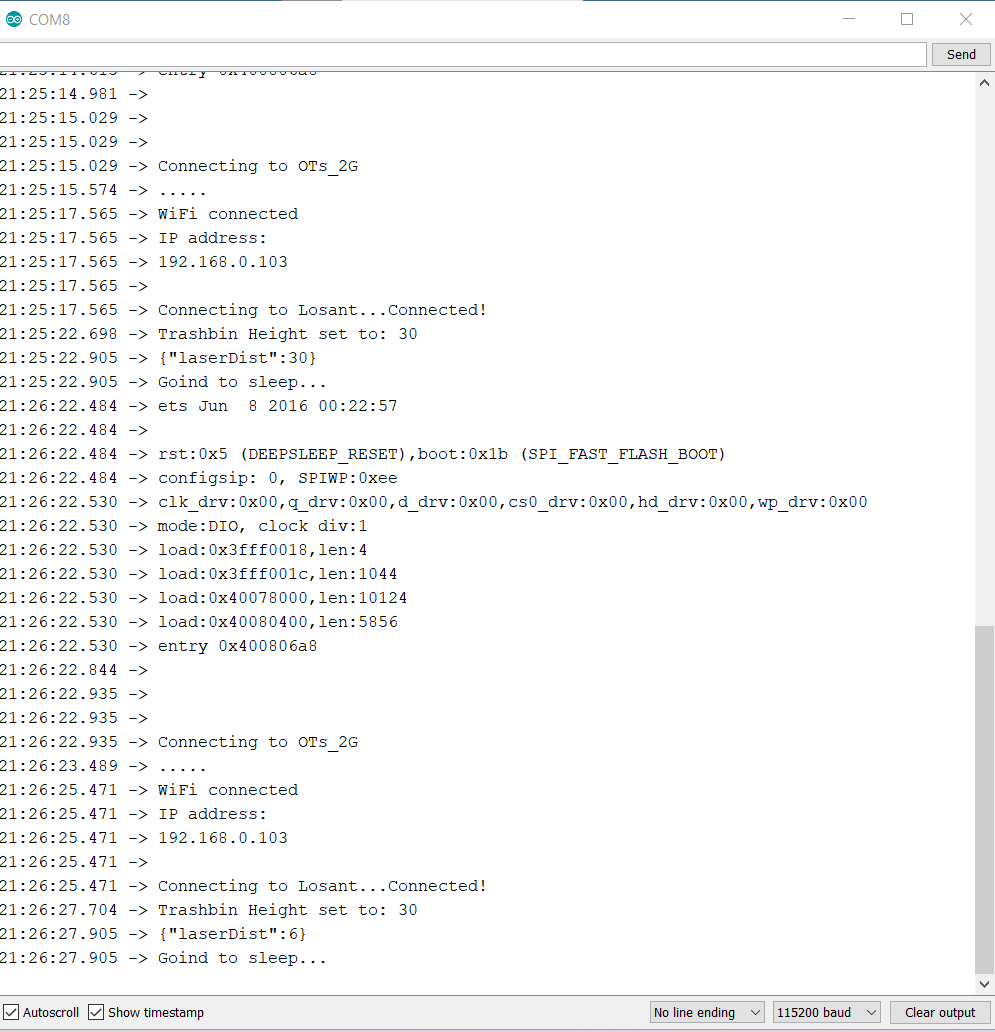 COM8
Send
21:25:14.981 ->
21:25:15.029 ->
21:25:15.029 ->
21:25:15.029 -> Connecting to OTs_2G
21:25:15.574 -> .....
21:25:17.565 -> WiFi connected
21:25:17.565 -> IP address:
21:25:17.565 -> 192.168.0.103
21:25:17.565 ->
21:25:17.565 -> Connecting to Losant...Connected!
21:25:22.698 -> Trashbin Height set to: 30
21:25:22.905 -> {"laserDist":30}
21:25:22.905 -> Goind to sleep...
21:26:22.484 -> ets Jun  8 2016 00:22:57
21:26:22.484 ->
21:26:22.484 -> rst:0x5 (DEEPSLEEP_RESET),boot:0x1b (SPI_FAST_FLASH_BOOT)
21:26:22.484 -> configsip: 0, SPIWP:0xee
21:26:22.530 -> clk_drv:0x00,q_drv:0x00,d_drv:0x00,cs0_drv:0x00,hd_drv:0x00,wp_drv:0x00
21:26:22.530 -> mode:DIO, clock div:1
21:26:22.530 -> load:0x3fff0018,len:4
21:26:22.530 -> load:0x3fff001c,len:1044
21:26:22.530 -> load:0x40078000,len:10124
21:26:22.530 -> load:0x40080400,len:5856
21:26:22.530 -> entry 0x400806a8
21:26:22.844 ->
21:26:22.935 ->
21:26:22.935 ->
21:26:22.935 -> Connecting to OTs_2G
21:26:23.489 -> .....
21:26:25.471 -> WiFi connected
21:26:25.471 -> IP address:
21:26:25.471 -> 192.168.0.103
21:26:25.471 ->
21:26:25.471 -> Connecting to Losant...Connected!
21:26:27.704 -> Trashbin Height set to: 30
21:26:27.905 -> {"laserDist":6}
21:26:27.905 -> Goind to sleep...
Autoscroll Show timestamp No line ending 115200 baud Clear output